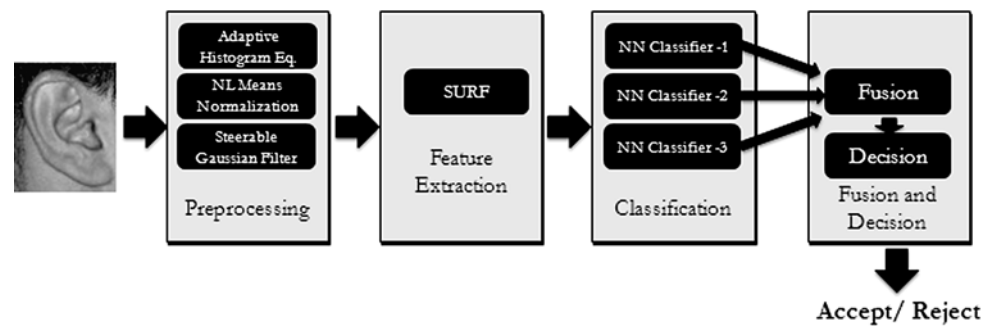 Adaptive
Histogram Eq.
NL Means
Normalization
Steerable
Gaussian Filter
Preprocessing
SURF
Feature
Extraction
NN Classifier -1
NN Classifier -2
NN Classifier -3
Classification
Fusion
Decision
Fusion and
Decision
Accept/ Reject